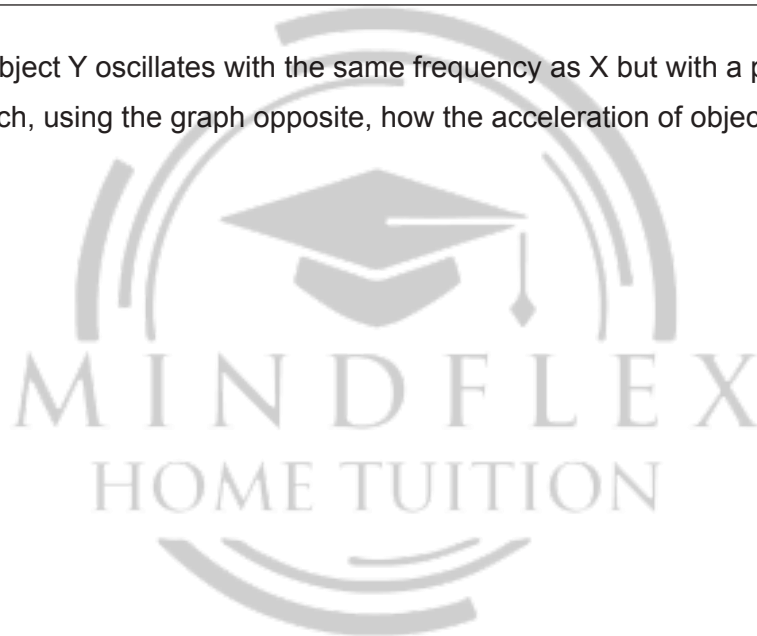 bject Y oscillates with the same frequency as X but with a
ch, using the graph opposite, how the acceleration of objec
MINDFLEX
HOME TUITION